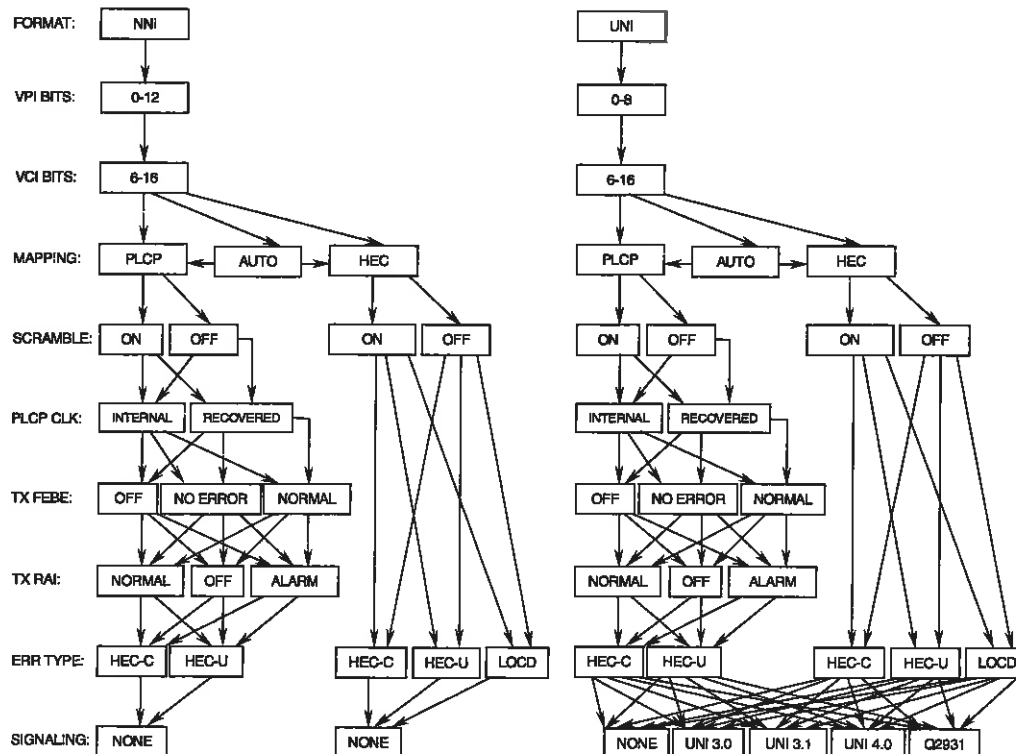 FORMAT: NNI UNI
VPI BITS: 0-12 0-8
VCI BITS: 6-16 6-16
MAPPING: PLCP AUTO HEC PLCP AUTO HEC
SCRAMBLE: ON OFF ON OFF ON OFF ON OFF
PLCP CLK: INTERNAL RECOVERED INTERNAL RECOVERED
TX FEBE: OFF NO ERROR NORMAL OFF NO ERROR NORMAL
TX RAI: NORMAL OFF ALARM NORMAL OFF ALARM
ERR TYPE: HEC-C HEC-U HEC-C HEC-U LOCD HEC-C HEC-U HEC-C HEC-U LOCD
SIGNALING: NONE NONE NONE UNI 3.0 UNI 3.1 UNI 4.0 Q2931